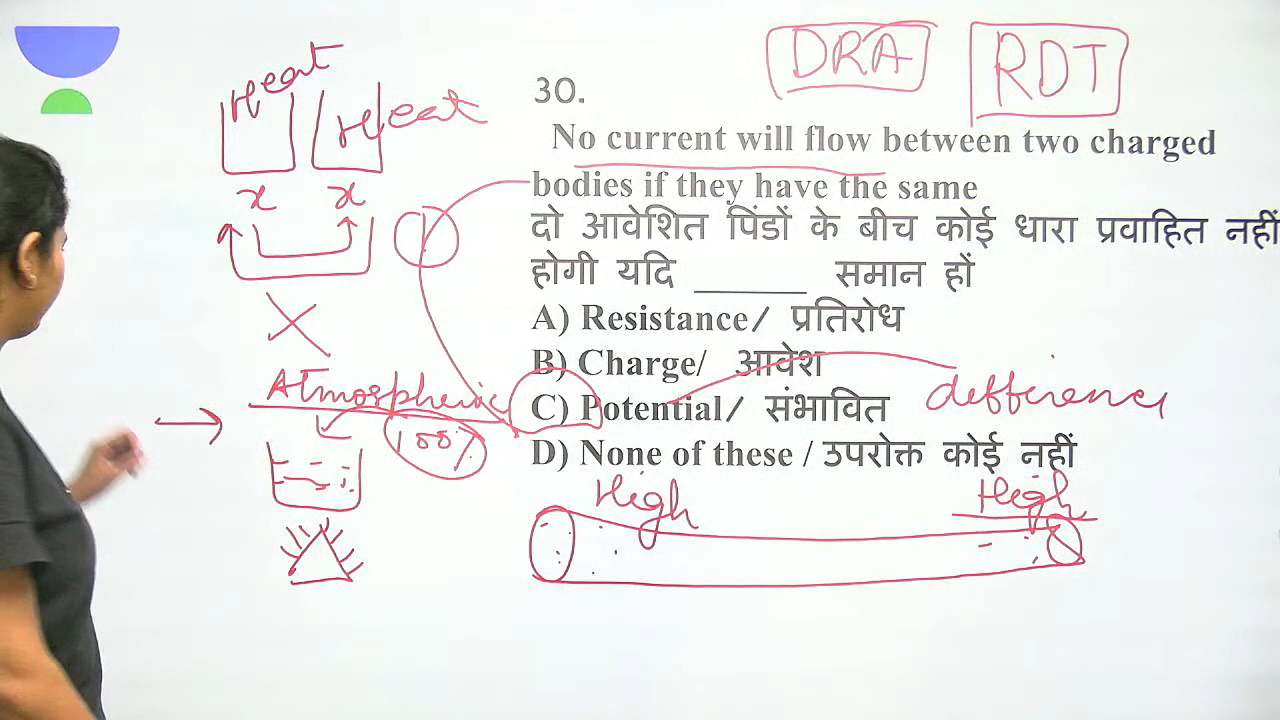 DRA RDT
Heat
Heat
30.
No current will flow between two charged
bodies if they have the same
दो आवेशित पिंडों के बीच कोई धारा प्रवाहित नहीं
होगी यदि ______ समान हों
x x
A) Resistance/ प्रतिरोध
B) Charge/ आवेश
Atmospheric
C) Potential/ संभावित
defference
100%
D) None of these / उपरोक्त कोई नहीं
High High